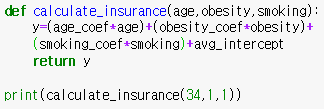 def calculate_insurance(age,obesity,smoking):
    y=(age_coef*age)+(obesity_coef*obesity)+
    (smoking_coef*smoking)+avg_intercept
    return y

print(calculate_insurance(34,1,1))